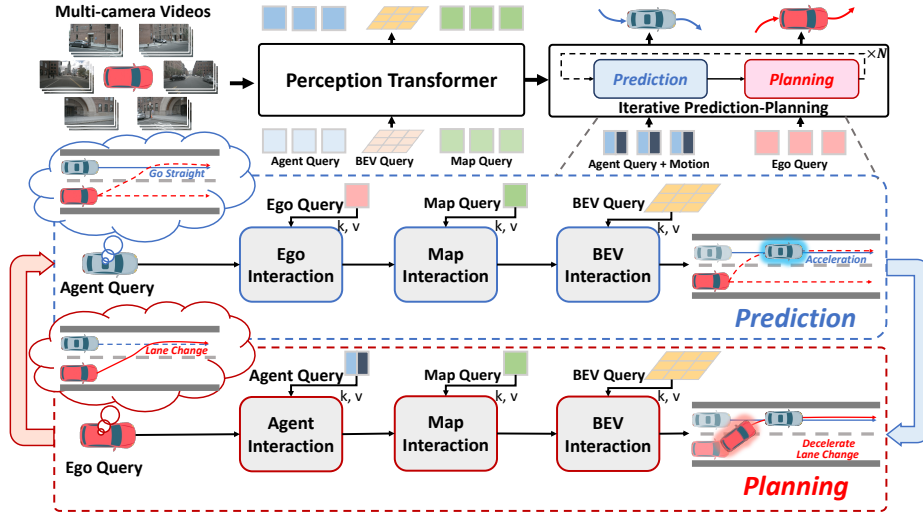 Multi-camera Videos
Perception Transformer
Prediction
Planning
×N
Iterative Prediction-Planning
Agent Query
BEV Query
Map Query
Agent Query + Motion
Ego Query
Go Straight
Ego Query
k, v
Map Query
k, v
BEV Query
k, v
Agent Query
Ego
Interaction
Map
Interaction
BEV
Interaction
Acceleration
Prediction
Lane Change
Agent Query
k, v
Map Query
k, v
BEV Query
k, v
Ego Query
Agent
Interaction
Map
Interaction
BEV
Interaction
Decelerate
Lane Change
Planning